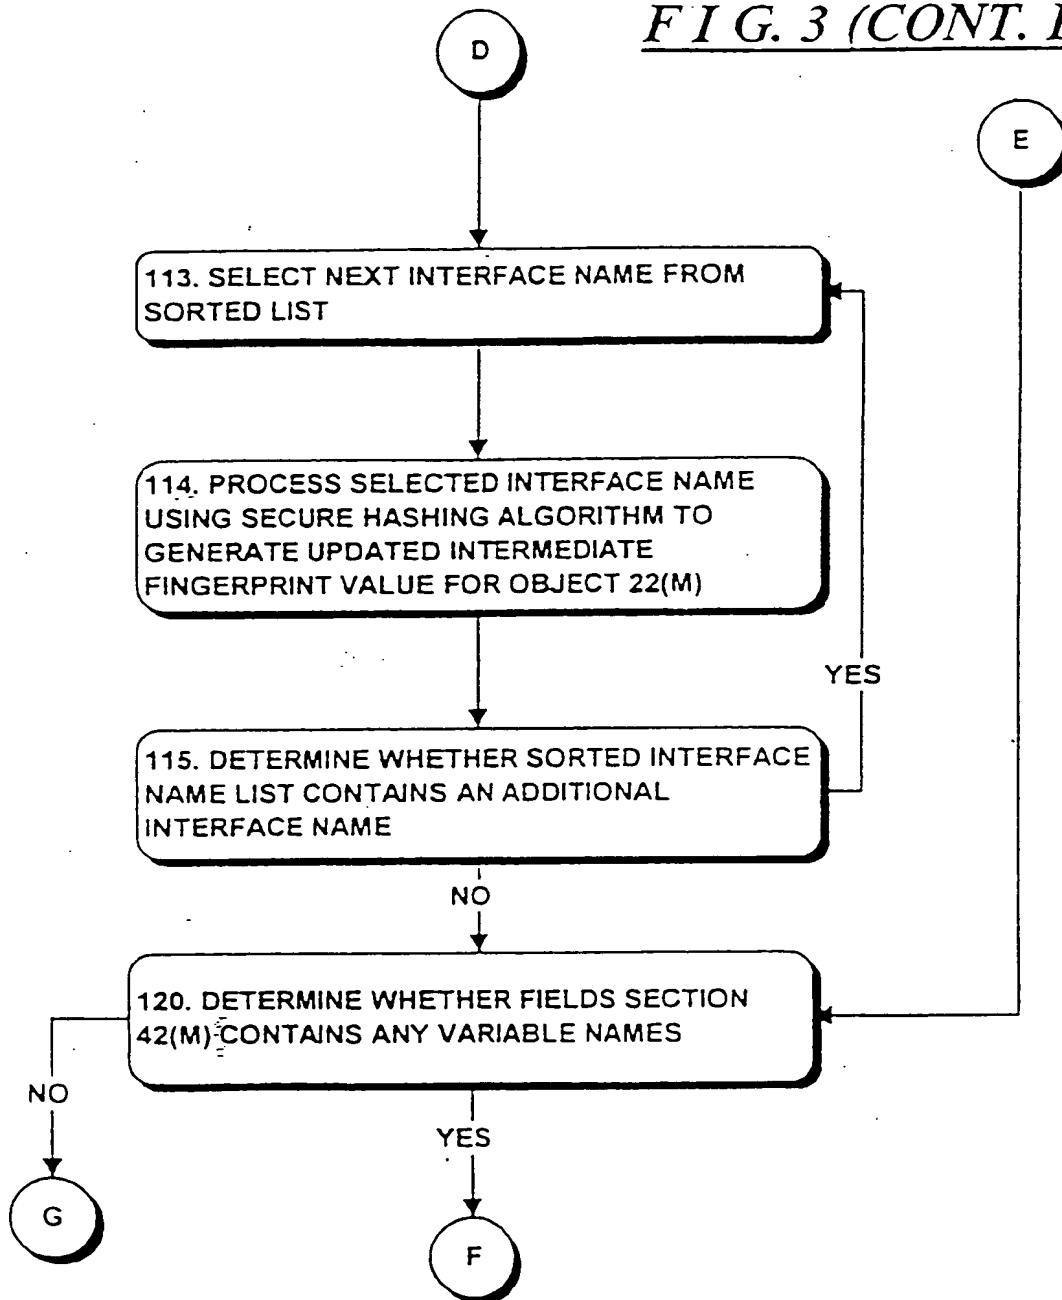 FIG. 3 (CONT.
D
E
113. SELECT NEXT INTERFACE NAME FROM
SORTED LIST
114. PROCESS SELECTED INTERFACE NAME
USING SECURE HASHING ALGORITHM TO
GENERATE UPDATED INTERMEDIATE
FINGERPRINT VALUE FOR OBJECT 22(M)
YES
115. DETERMINE WHETHER SORTED INTERFACE
NAME LIST CONTAINS AN ADDITIONAL
INTERFACE NAME
NO
120. DETERMINE WHETHER FIELDS SECTION
42(M) CONTAINS ANY VARIABLE NAMES
NO
YES
G
F